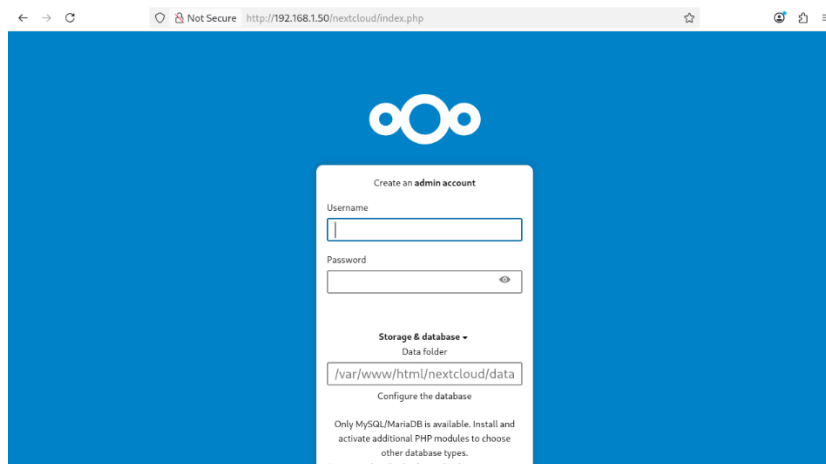 Not Secure http://192.168.1.50/nextcloud/index.php
Create an admin account
Username
Password
Storage & database
Data folder
/var/www/html/nextcloud/data
Configure the database
Only MySQL/MariaDB is available. Install and
activate additional PHP modules to choose
other database types.